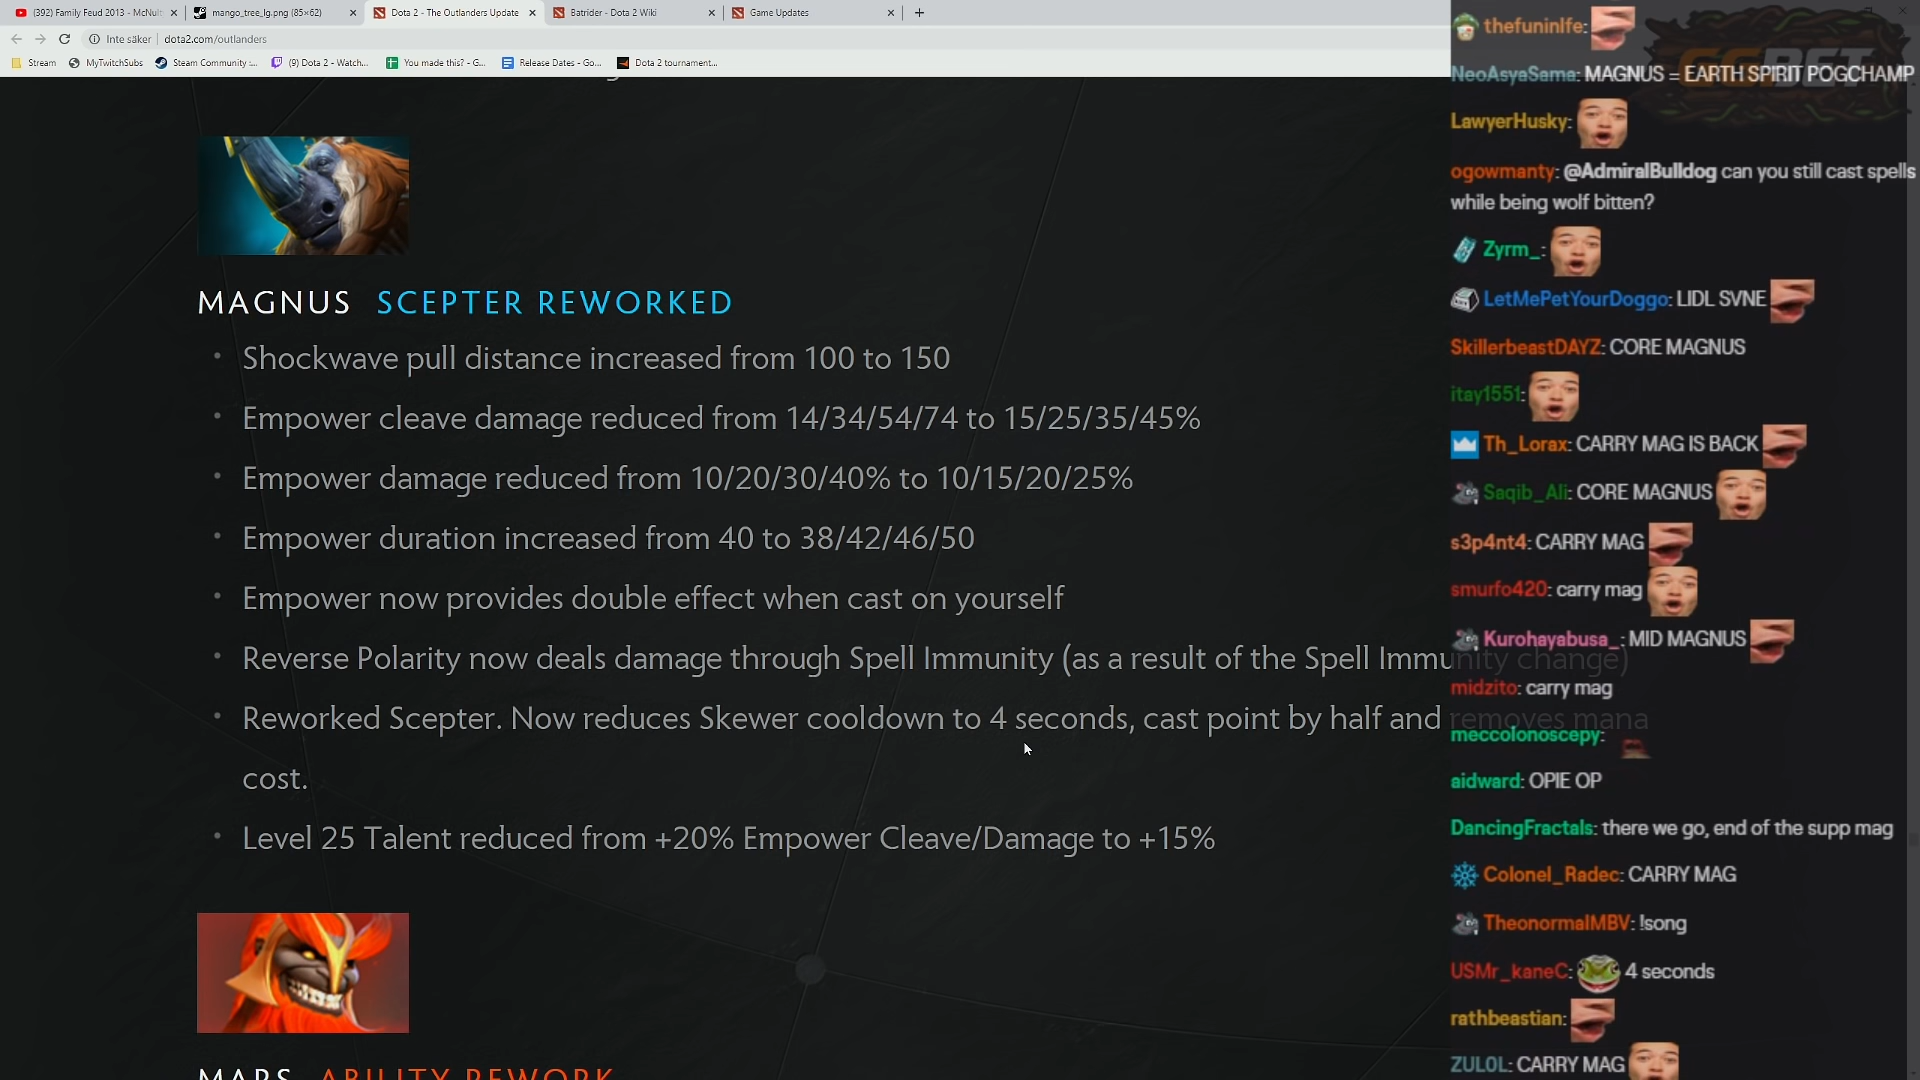 (392) Family Feud 2013 - McNul
mango_tree_lg.png (85×62)
Dota 2 - The Outlanders Update
Batrider - Dota 2 Wiki
Game Updates
Inte säker | dota2.com/outlanders
Stream
MyTwitchSubs
Steam Community :...
(9) Dota 2 - Watch...
You made this? - G...
Release Dates - Go...
Dota 2 tournament...
MAGNUS SCEPTER REWORKED
• Shockwave pull distance increased from 100 to 150
• Empower cleave damage reduced from 14/34/54/74 to 15/25/35/45%
• Empower damage reduced from 10/20/30/40% to 10/15/20/25%
• Empower duration increased from 40 to 38/42/46/50
• Empower now provides double effect when cast on yourself
• Reverse Polarity now deals damage through Spell Immunity (as a result of the Spell Immunity change)
• Reworked Scepter. Now reduces Skewer cooldown to 4 seconds, cast point by half and removes mana
cost.
• Level 25 Talent reduced from +20% Empower Cleave/Damage to +15%
MARS ABILITY REWORK
GGBET
thefuninlfe:
NeoAsyaSama: MAGNUS = EARTH SPIRIT POGCHAMP
LawyerHusky:
ogowmanty: @AdmiralBulldog can you still cast spells
while being wolf bitten?
Zyrm_:
LetMePetYourDoggo: LIDL SVNE
SkillerbeastDAYZ: CORE MAGNUS
itay1551:
Th_Lorax: CARRY MAG IS BACK
Saqib_Ali: CORE MAGNUS
s3p4nt4: CARRY MAG
smurfo420: carry mag
Kurohayabusa_: MID MAGNUS
midzito: carry mag
meccolonoscepy:
aidward: OPIE OP
DancingFractals: there we go, end of the supp mag
Colonel_Radec: CARRY MAG
TheonormalMBV: !song
USMr_kaneC: 4 seconds
rathbeastian:
ZULOL: CARRY MAG